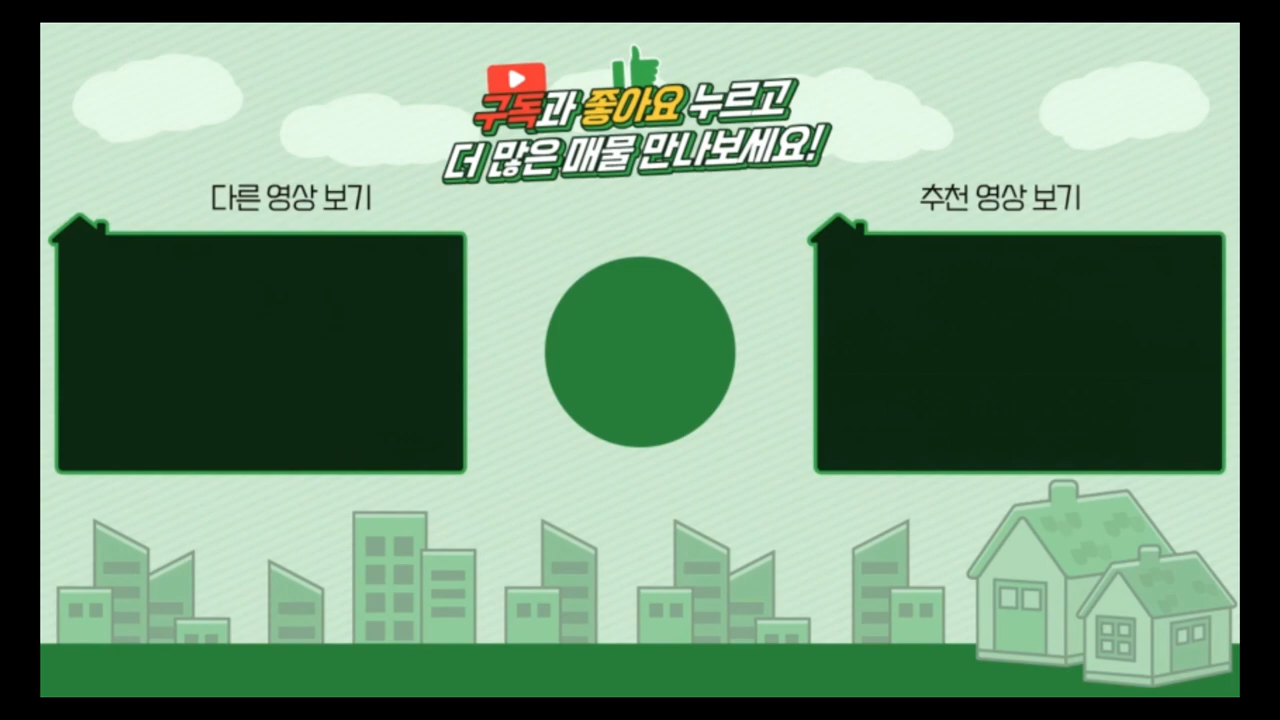 구독과 좋아요 누르고
더 많은 매물 만나보세요!
다른 영상 보기
추천 영상 보기